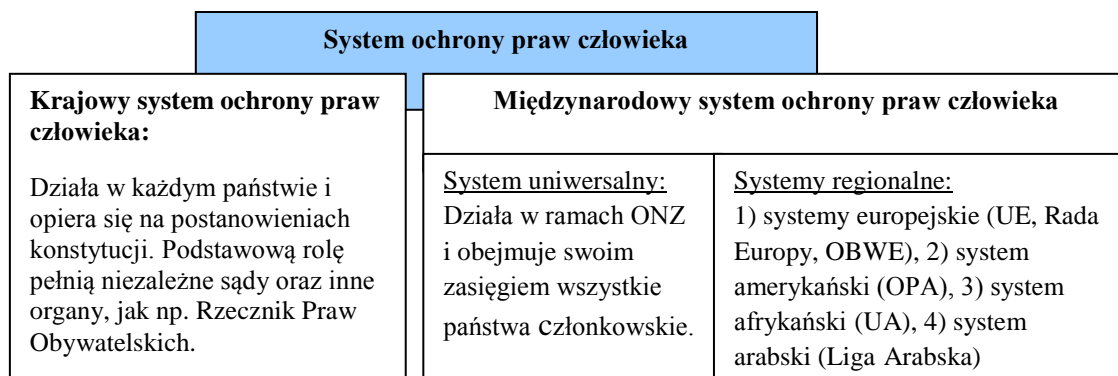 System ochrony praw człowieka
Krajowy system ochrony praw
człowieka:
Działa w każdym państwie i
opiera się na postanowieniach
konstytucji. Podstawową rolę
pełnią niezależne sądy oraz inne
organy, jak np. Rzecznik Praw
Obywatelskich.
Międzynarodowy system ochrony praw człowieka
System uniwersalny:
Działa w ramach ONZ
i obejmuje swoim
zasięgiem wszystkie
państwa członkowskie.
Systemy regionalne:
1) systemy europejskie (UE, Rada
Europy, OBWE), 2) system
amerykański (OPA), 3) system
afrykański (UA), 4) system
arabski (Liga Arabska)